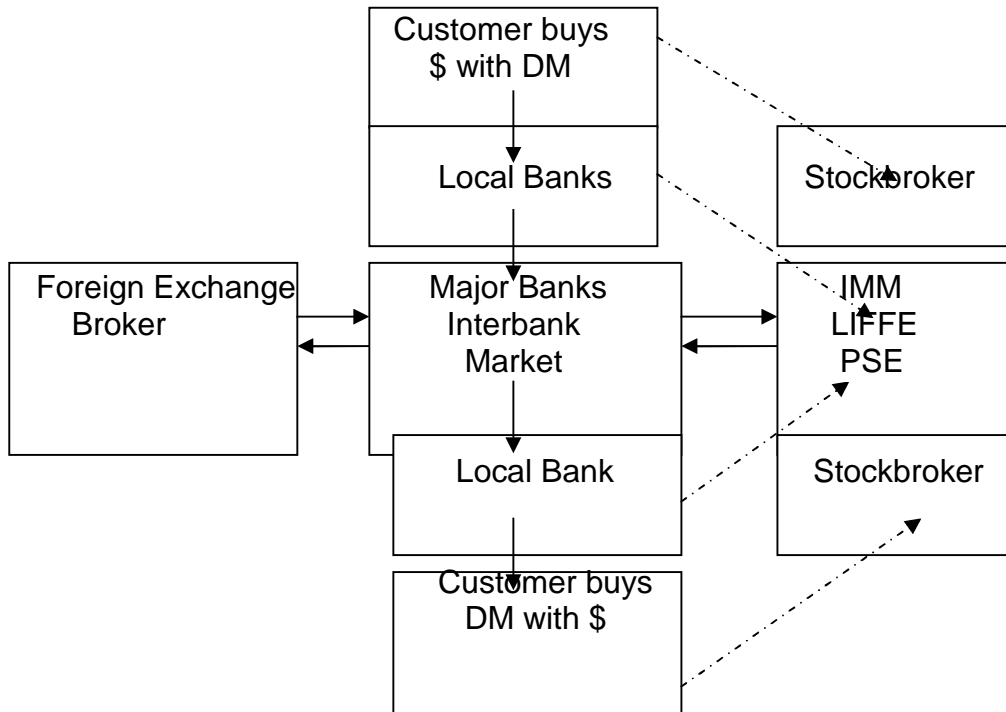 Customer buys
$ with DM
Local Banks
Stockbroker
Foreign Exchange
Broker
Major Banks
Interbank
Market
IMM
LIFFE
PSE
Local Bank
Stockbroker
Customer buys
DM with $